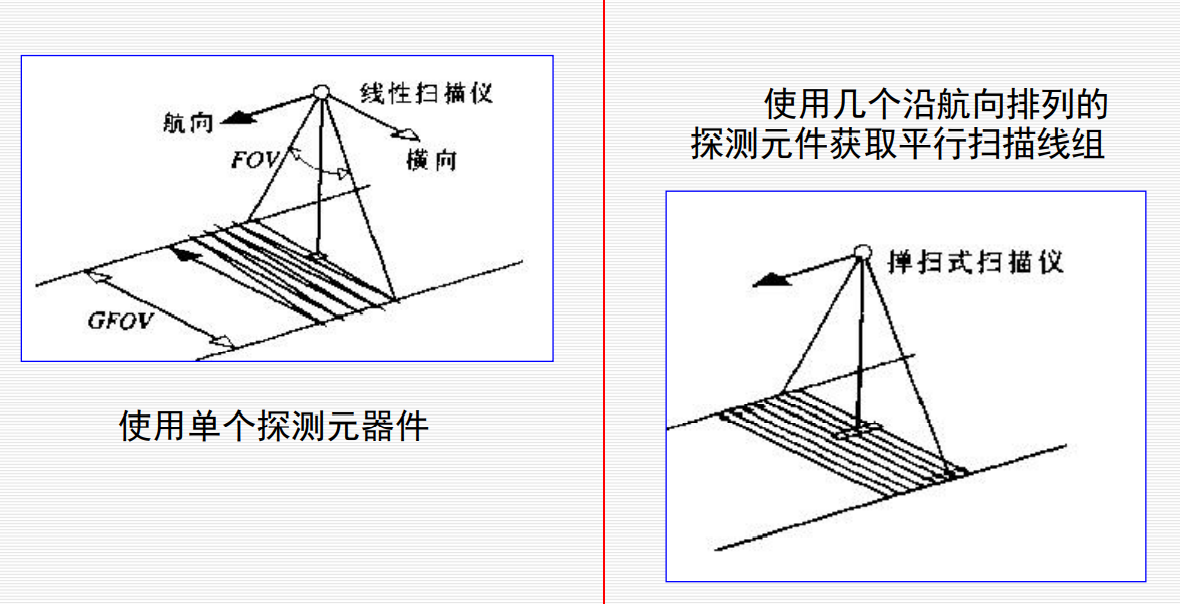 线性扫描仪
航向
FOV
横向
GFOV
使用单个探测元器件
使用几个沿航向排列的
探测元件获取平行扫描线组
掸扫式扫描仪